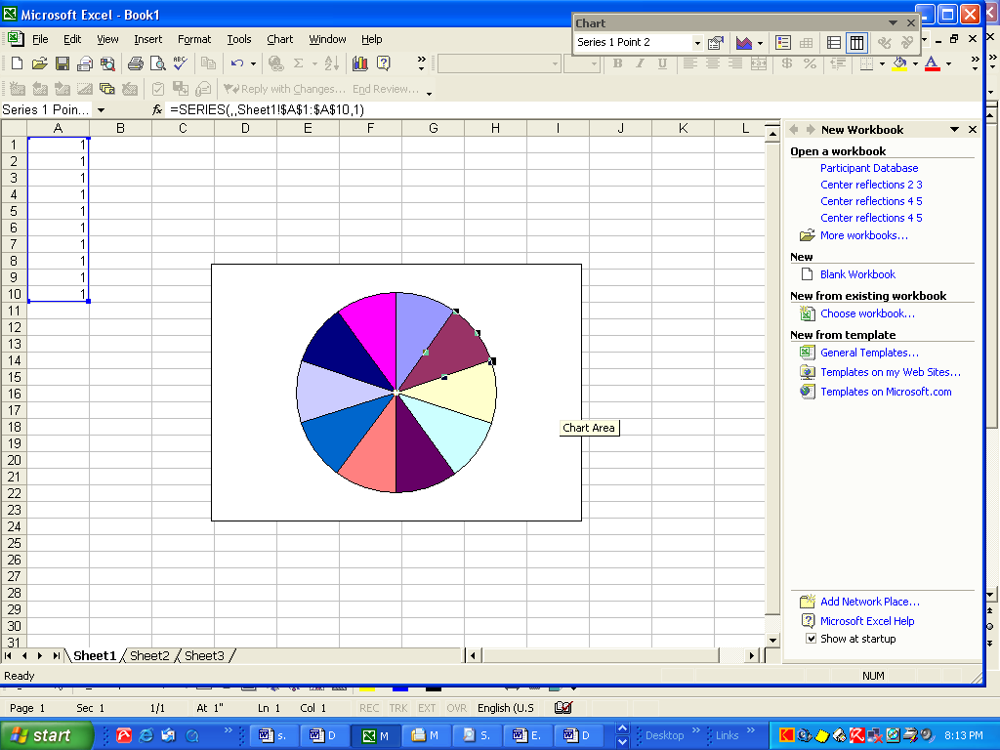 Microsoft Excel - Book1
File Edit View Insert Format Tools Chart Window Help
Chart
Series 1 Point 2
Reply with Changes... End Review...
Series 1 Poin... fx =SERIES(,,Sheet1!$A$1:$A$10,1)
A B C D E F G H I J K L
1 1
2 1
3 1
4 1
5 1
6 1
7 1
8 1
9 1
10 1
11
12
13
14
15
16
17
18
19
20
21
22
23
24
25
26
27
28
29
30
31
Chart Area
New Workbook
Open a workbook
Participant Database
Center reflections 2 3
Center reflections 4 5
Center reflections 4 5
More workbooks...
New
Blank Workbook
New from existing workbook
Choose workbook...
New from template
General Templates...
Templates on my Web Sites...
Templates on Microsoft.com
Add Network Place...
Microsoft Excel Help
Show at startup
Sheet1 Sheet2 Sheet3
Ready NUM
Page 1 Sec 1 1/1 At 1" Ln 1 Col 1 REC TRK EXT OVR English (U.S
start s. D M M S. E. D Desktop Links 8:13 PM